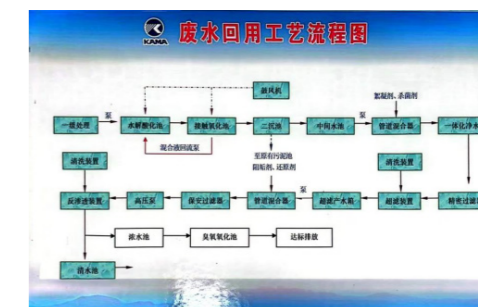 KAMA
废水回用工艺流程图
鼓风机
絮凝剂、杀菌剂
泵
泵
一级处理
水解酸化池
接触氧化池
二沉池
中间水池
管道混合器
一体化净水
混合液回流泵
至原有污泥池
阻垢剂、还原剂
清洗装置
清洗装置
泵
反渗透装置
高压泵
保安过滤器
管道混合器
超滤产水箱
超滤装置
精密过滤
浓水池
臭氧氧化池
达标排放
清水池